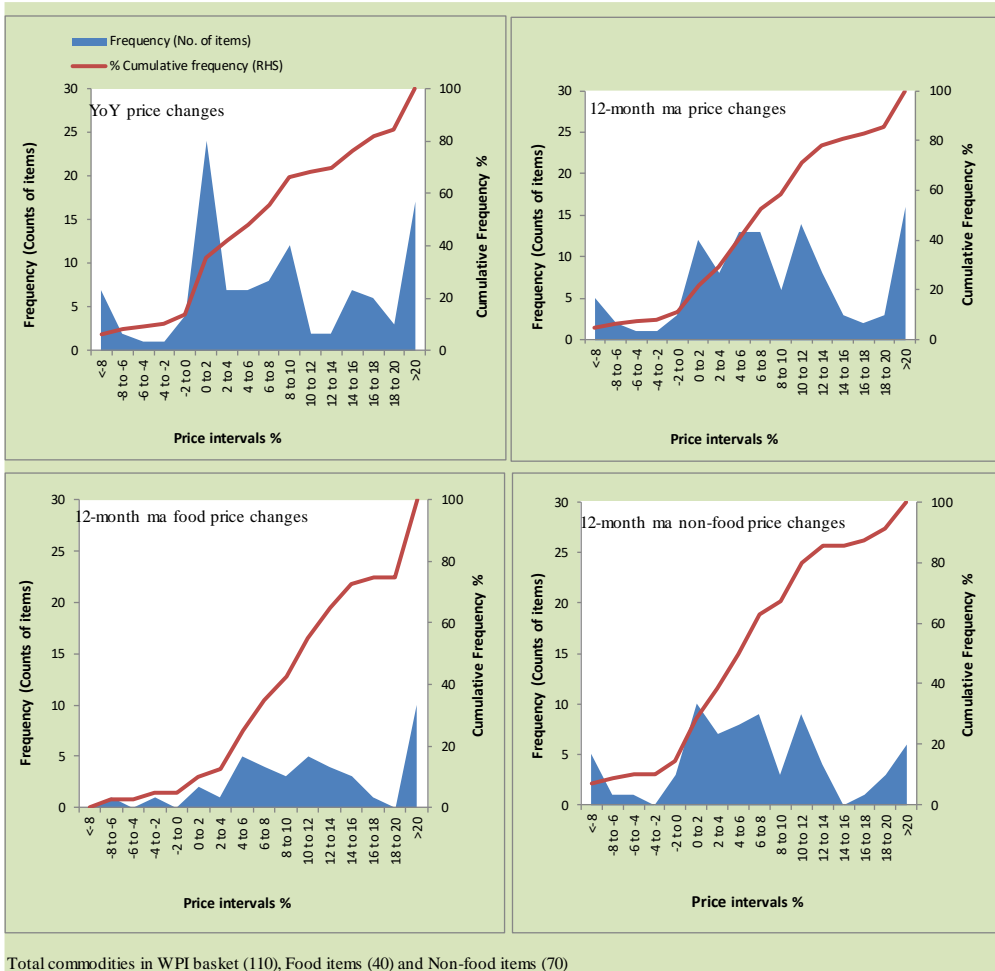 Frequency (No. of items)
% Cumulative frequency (RHS)
YoY price changes
Frequency (Counts of items)
30
25
20
15
10
5
0
100
80
60
40
20
0
Cumulative Frequency %
<-8
-8 to -6
-6 to -4
-4 to -2
-2 to 0
0 to 2
2 to 4
4 to 6
6 to 8
8 to 10
10 to 12
12 to 14
14 to 16
16 to 18
18 to 20
>20
Price intervals %
12-month ma price changes
Frequency (Counts of items)
30
25
20
15
10
5
0
100
80
60
40
20
0
Cumulative Frequency %
<-8
-8 to -6
-6 to -4
-4 to -2
-2 to 0
0 to 2
2 to 4
4 to 6
6 to 8
8 to 10
10 to 12
12 to 14
14 to 16
16 to 18
18 to 20
>20
Price intervals %
12-month ma food price changes
Frequency (Counts of items)
30
25
20
15
10
5
0
100
80
60
40
20
0
Cumulative Frequency %
<-8
-8 to -6
-6 to -4
-4 to -2
-2 to 0
0 to 2
2 to 4
4 to 6
6 to 8
8 to 10
10 to 12
12 to 14
14 to 16
16 to 18
18 to 20
>20
Price intervals %
12-month ma non-food price changes
Frequency (Counts of items)
30
25
20
15
10
5
0
100
80
60
40
20
0
Cumulative Frequency %
<-8
-8 to -6
-6 to -4
-4 to -2
-2 to 0
0 to 2
2 to 4
4 to 6
6 to 8
8 to 10
10 to 12
12 to 14
14 to 16
16 to 18
18 to 20
>20
Price intervals %
Total commodities in WPI basket (110), Food items (40) and Non-food items (70)